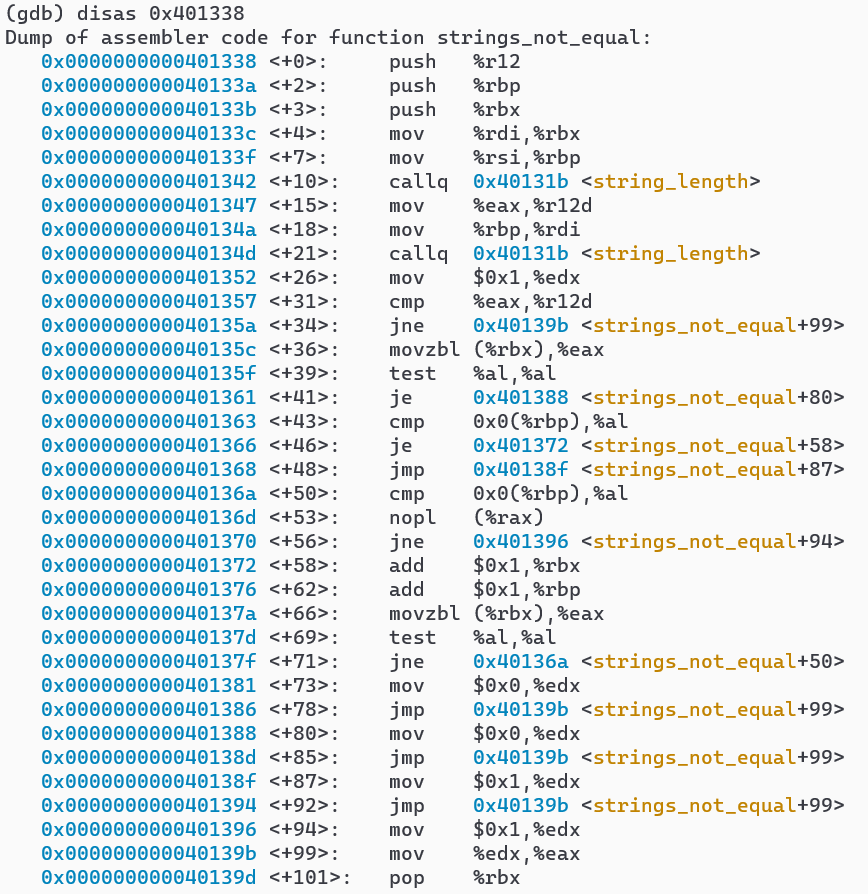 (gdb) disas 0x401338
Dump of assembler code for function strings_not_equal:
   0x0000000000401338 <+0>:    push   %r12
   0x000000000040133a <+2>:    push   %rbp
   0x000000000040133b <+3>:    push   %rbx
   0x000000000040133c <+4>:    mov    %rdi,%rbx
   0x000000000040133f <+7>:    mov    %rsi,%rbp
   0x0000000000401342 <+10>:    callq  0x40131b <string_length>
   0x0000000000401347 <+15>:    mov    %eax,%r12d
   0x000000000040134a <+18>:    mov    %rbp,%rdi
   0x000000000040134d <+21>:    callq  0x40131b <string_length>
   0x0000000000401352 <+26>:    mov    $0x1,%edx
   0x0000000000401357 <+31>:    cmp    %eax,%r12d
   0x000000000040135a <+34>:    jne    0x40139b <strings_not_equal+99>
   0x000000000040135c <+36>:    movzbl (%rbx),%eax
   0x000000000040135f <+39>:    test   %al,%al
   0x0000000000401361 <+41>:    je     0x401388 <strings_not_equal+80>
   0x0000000000401363 <+43>:    cmp    0x0(%rbp),%al
   0x0000000000401366 <+46>:    je     0x401372 <strings_not_equal+58>
   0x0000000000401368 <+48>:    jmp    0x40138f <strings_not_equal+87>
   0x000000000040136a <+50>:    cmp    0x0(%rbp),%al
   0x000000000040136d <+53>:    nopl   (%rax)
   0x0000000000401370 <+56>:    jne    0x401396 <strings_not_equal+94>
   0x0000000000401372 <+58>:    add    $0x1,%rbx
   0x0000000000401376 <+62>:    add    $0x1,%rbp
   0x000000000040137a <+66>:    movzbl (%rbx),%eax
   0x000000000040137d <+69>:    test   %al,%al
   0x000000000040137f <+71>:    jne    0x40136a <strings_not_equal+50>
   0x0000000000401381 <+73>:    mov    $0x0,%edx
   0x0000000000401386 <+78>:    jmp    0x40139b <strings_not_equal+99>
   0x0000000000401388 <+80>:    mov    $0x0,%edx
   0x000000000040138d <+85>:    jmp    0x40139b <strings_not_equal+99>
   0x000000000040138f <+87>:    mov    $0x1,%edx
   0x0000000000401394 <+92>:    jmp    0x40139b <strings_not_equal+99>
   0x0000000000401396 <+94>:    mov    $0x1,%edx
   0x000000000040139b <+99>:    mov    %edx,%eax
   0x000000000040139d <+101>:   pop    %rbx